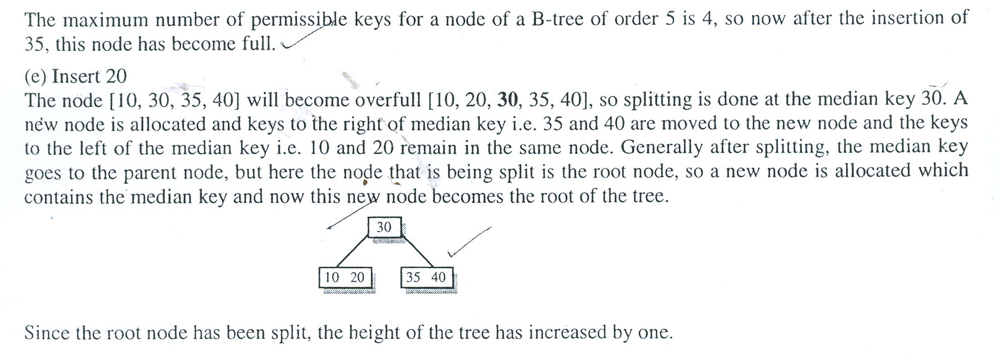 The maximum number of permissible keys for a node of a B-tree of order 5 is 4, so now after the insertion of
35, this node has become full.
(e) Insert 20
The node [10, 30, 35, 40] will become overfull [10, 20, 30, 35, 40], so splitting is done at the median key 30. A
new node is allocated and keys to the right of median key i.e. 35 and 40 are moved to the new node and the keys
to the left of the median key i.e. 10 and 20 remain in the same node. Generally after splitting, the median key
goes to the parent node, but here the node that is being split is the root node, so a new node is allocated which
contains the median key and now this new node becomes the root of the tree.
30
10 20
35 40
Since the root node has been split, the height of the tree has increased by one.